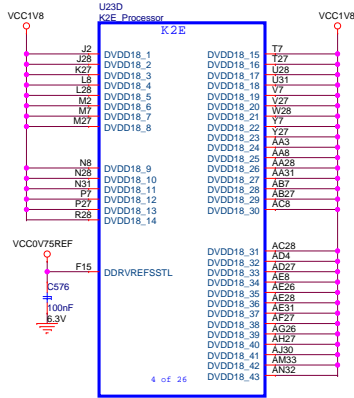 U23D
VCC1V8
K2E_Processor
VCC1V8
K2E
J2 DVDD18_1
J28 DVDD18_2
K27 DVDD18_3
L8 DVDD18_4
L28 DVDD18_5
M2 DVDD18_6
M7 DVDD18_7
M27 DVDD18_8
N8 DVDD18_9
N28 DVDD18_10
N31 DVDD18_11
P7 DVDD18_12
P27 DVDD18_13
R28 DVDD18_14
VCC0V75REF
F15 DDRVREFSSTL
C576
100nF
6.3V
DVDD18_15 T7
DVDD18_16 T27
DVDD18_17 U28
DVDD18_18 U31
DVDD18_19 V7
DVDD18_20 V27
DVDD18_21 W28
DVDD18_22 Y7
DVDD18_23 Y27
DVDD18_24 AA3
DVDD18_25 AA8
DVDD18_26 AA28
DVDD18_27 AA31
DVDD18_28 AB7
DVDD18_29 AB27
DVDD18_30 AC8
DVDD18_31 AC28
DVDD18_32 AD4
DVDD18_33 AD27
DVDD18_34 AE8
DVDD18_35 AE26
DVDD18_36 AE28
DVDD18_37 AE31
DVDD18_38 AF27
DVDD18_39 AG26
DVDD18_40 AH27
DVDD18_41 AJ30
DVDD18_42 AM33
DVDD18_43 AN32
4 of 26